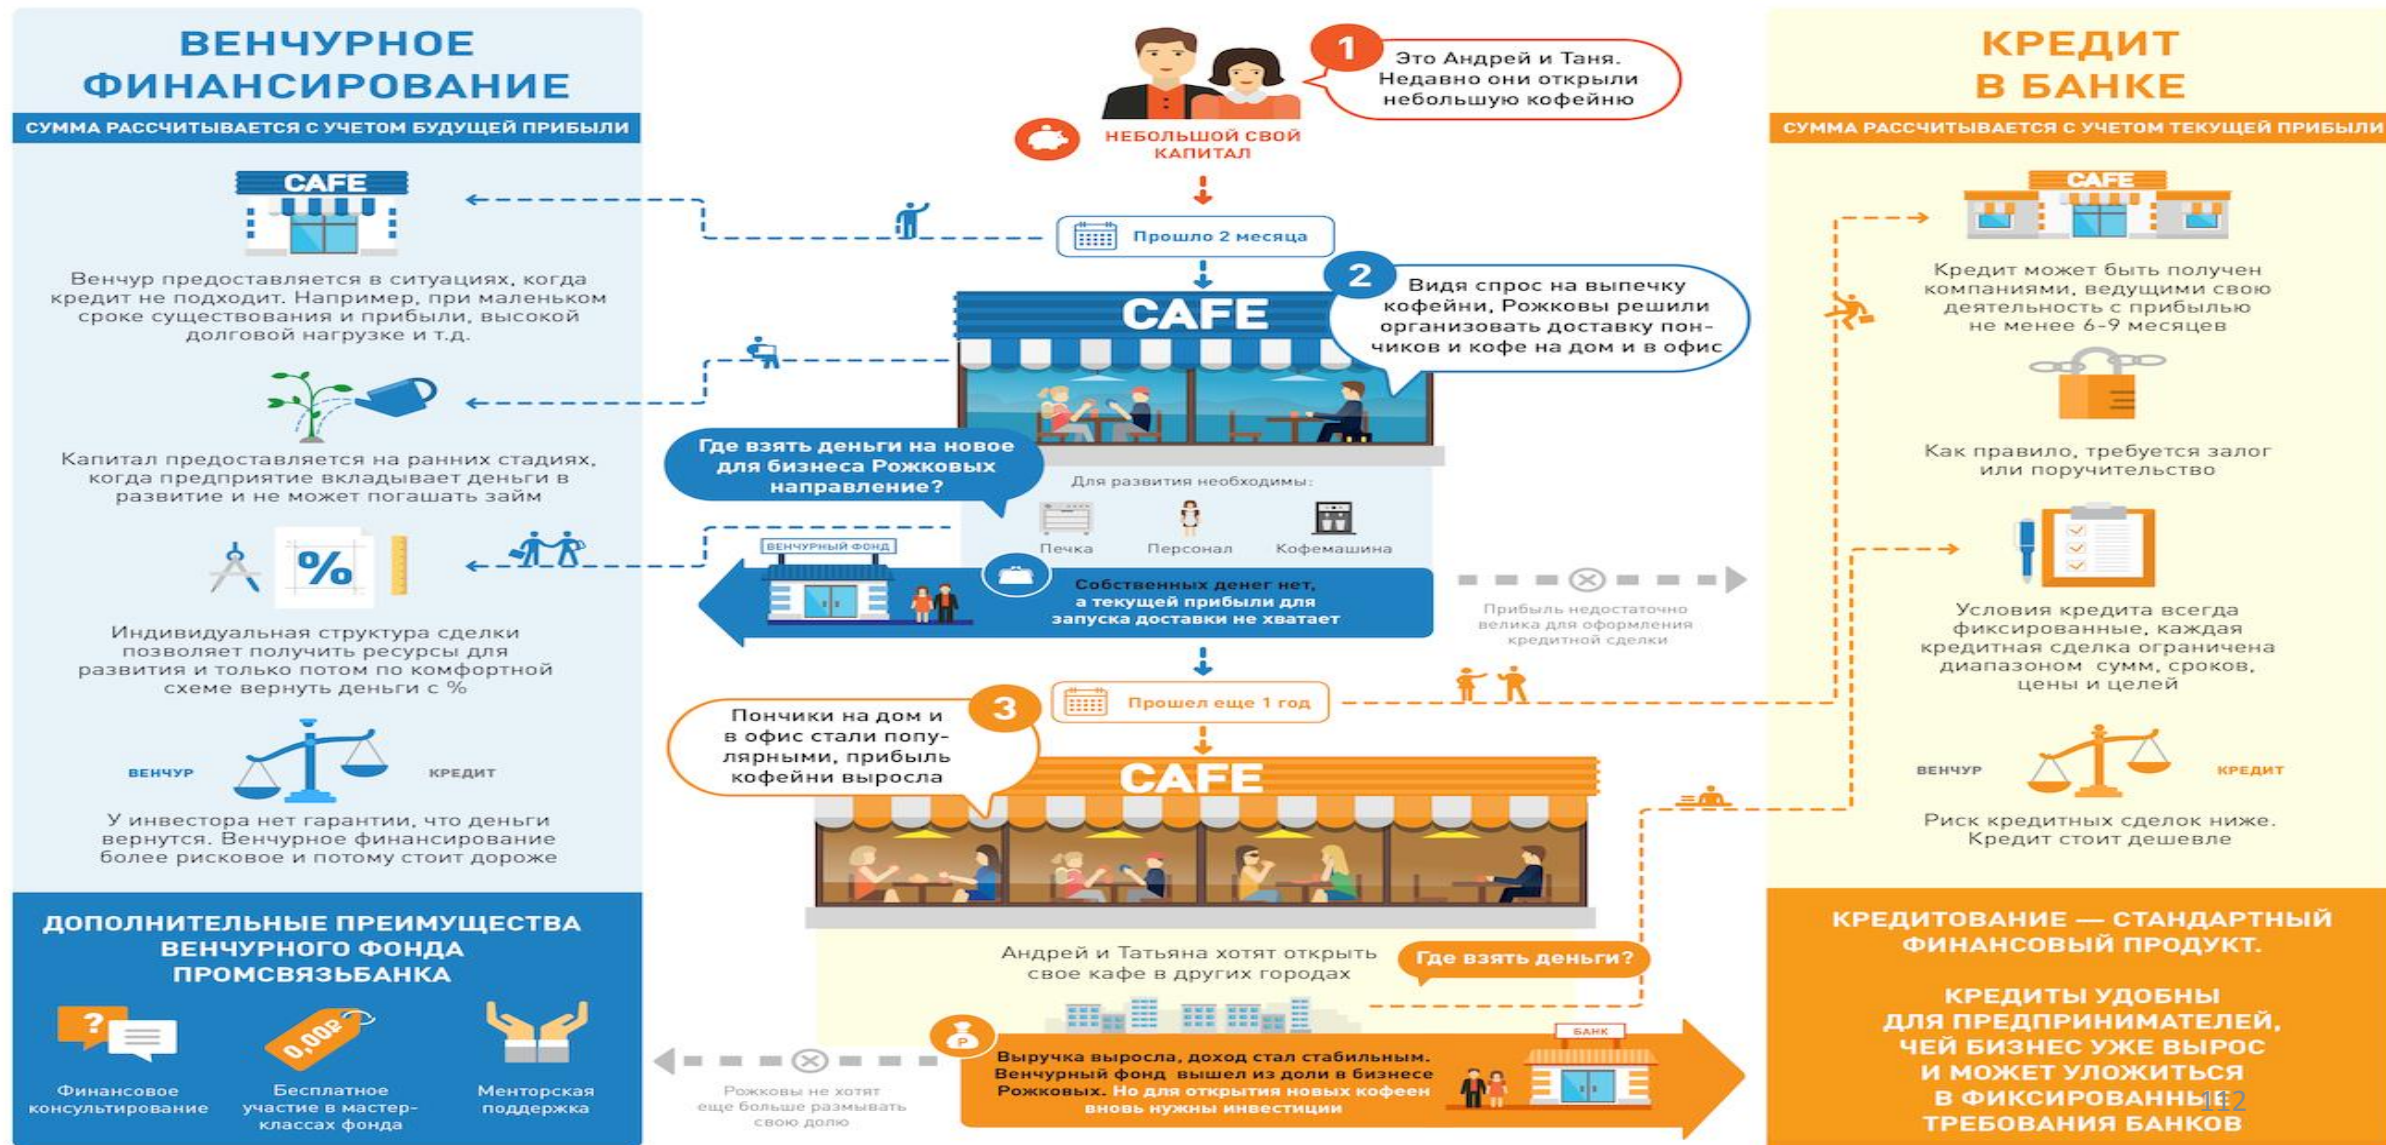 ВЕНЧУРНОЕ
ФИНАНСИРОВАНИЕ
СУММА РАССЧИТЫВАЕТСЯ С УЧЕТОМ БУДУЩЕЙ ПРИБЫЛИ
CAFE
Венчур предоставляется в ситуациях, когда
кредит не подходит. Например, при маленьком
сроке существования и прибыли, высокой
долговой нагрузке и т.д.
Капитал предоставляется на ранних стадиях,
когда предприятие вкладывает деньги в
развитие и не может погашать займ
%
Индивидуальная структура сделки
позволяет получить ресурсы для
развития и только потом по комфортной
схеме вернуть деньги с %
ВЕНЧУР
КРЕДИТ
У инвестора нет гарантии, что деньги
вернутся. Венчурное финансирование
более рисковое и потому стоит дороже
ДОПОЛНИТЕЛЬНЫЕ ПРЕИМУЩЕСТВА
ВЕНЧУРНОГО ФОНДА
ПРОМСВЯЗЬБАНКА
?
0,00₽
Финансовое
консультирование
Бесплатное
участие в мастер-
классах фонда
Менторская
поддержка
1
Это Андрей и Таня.
Недавно они открыли
небольшую кофейню
НЕБОЛЬШОЙ СВОЙ
КАПИТАЛ
Прошло 2 месяца
2
Видя спрос на выпечку
кофейни, Рожковы решили
организовать доставку пон-
чиков и кофе на дом и в офис
CAFE
Где взять деньги на новое
для бизнеса Рожковых
направление?
Для развития необходимы:
Печка
Персонал
Кофемашина
ВЕНЧУРНЫЙ ФОНД
Собственных денег нет,
а текущей прибыли для
запуска доставки не хватает
Прибыль недостаточно
велика для оформления
кредитной сделки
Прошел еще 1 год
3
Пончики на дом и
в офис стали попу-
лярными, прибыль
кофейни выросла
CAFE
Андрей и Татьяна хотят открыть
свое кафе в других городах
Где взять деньги?
БАНК
Р
Выручка выросла, доход стал стабильным.
Венчурный фонд вышел из доли в бизнесе
Рожковых. Но для открытия новых кофеен
вновь нужны инвестиции
Рожковы не хотят
еще больше размывать
свою долю
КРЕДИТ
В БАНКЕ
СУММА РАССЧИТЫВАЕТСЯ С УЧЕТОМ ТЕКУЩЕЙ ПРИБЫЛИ
CAFE
Кредит может быть получен
компаниями, ведущими свою
деятельность с прибылью
не менее 6-9 месяцев
Как правило, требуется залог
или поручительство
Условия кредита всегда
фиксированные, каждая
кредитная сделка ограничена
диапазоном сумм, сроков,
цены и целей
ВЕНЧУР
КРЕДИТ
Риск кредитных сделок ниже.
Кредит стоит дешевле
КРЕДИТОВАНИЕ — СТАНДАРТНЫЙ
ФИНАНСОВЫЙ ПРОДУКТ.
КРЕДИТЫ УДОБНЫ
ДЛЯ ПРЕДПРИНИМАТЕЛЕЙ,
ЧЕЙ БИЗНЕС УЖЕ ВЫРОС
И МОЖЕТ УЛОЖИТЬСЯ
В ФИКСИРОВАННЫЕ
ТРЕБОВАНИЯ БАНКОВ
112